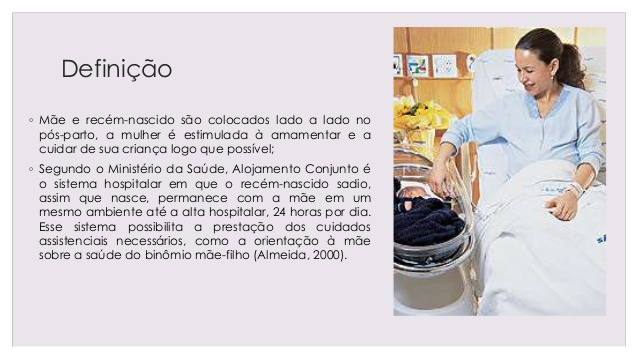 Definição
◦ Mãe e recém-nascido são colocados lado a lado no
pós-parto, a mulher é estimulada à amamentar e a
cuidar de sua criança logo que possível;
◦ Segundo o Ministério da Saúde, Alojamento Conjunto é
o sistema hospitalar em que o recém-nascido sadio,
assim que nasce, permanece com a mãe em um
mesmo ambiente até a alta hospitalar, 24 horas por dia.
Esse sistema possibilita a prestação dos cuidados
assistenciais necessários, como a orientação à mãe
sobre a saúde do binômio mãe-filho (Almeida, 2000).